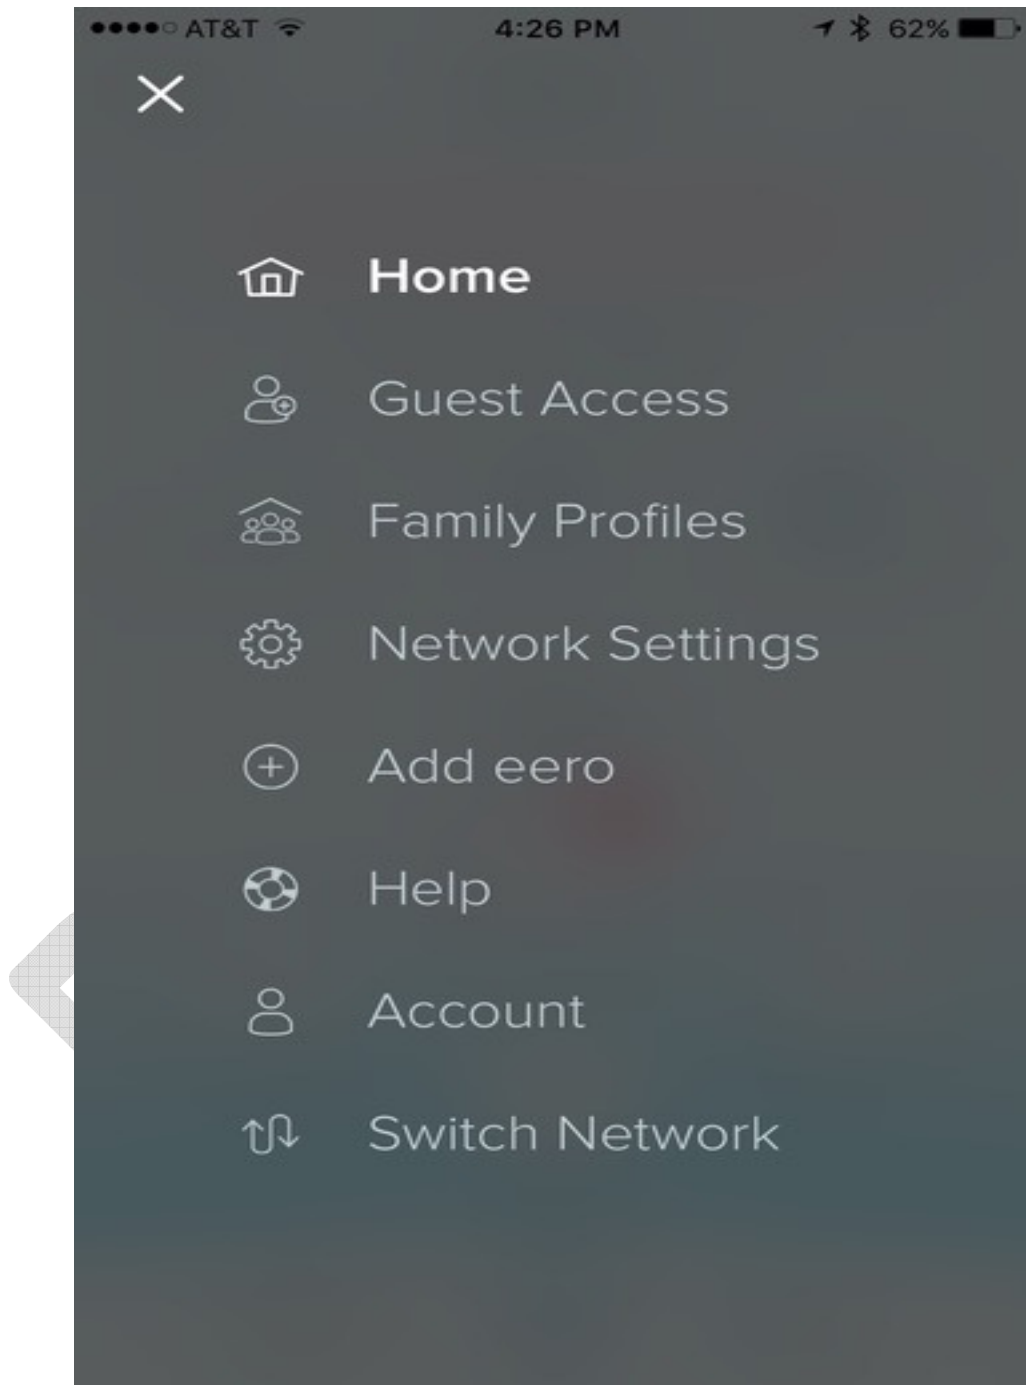 AT&T 4:26 PM 62%
Home
Guest Access
Family Profiles
Network Settings
Add eero
Help
Account
Switch Network